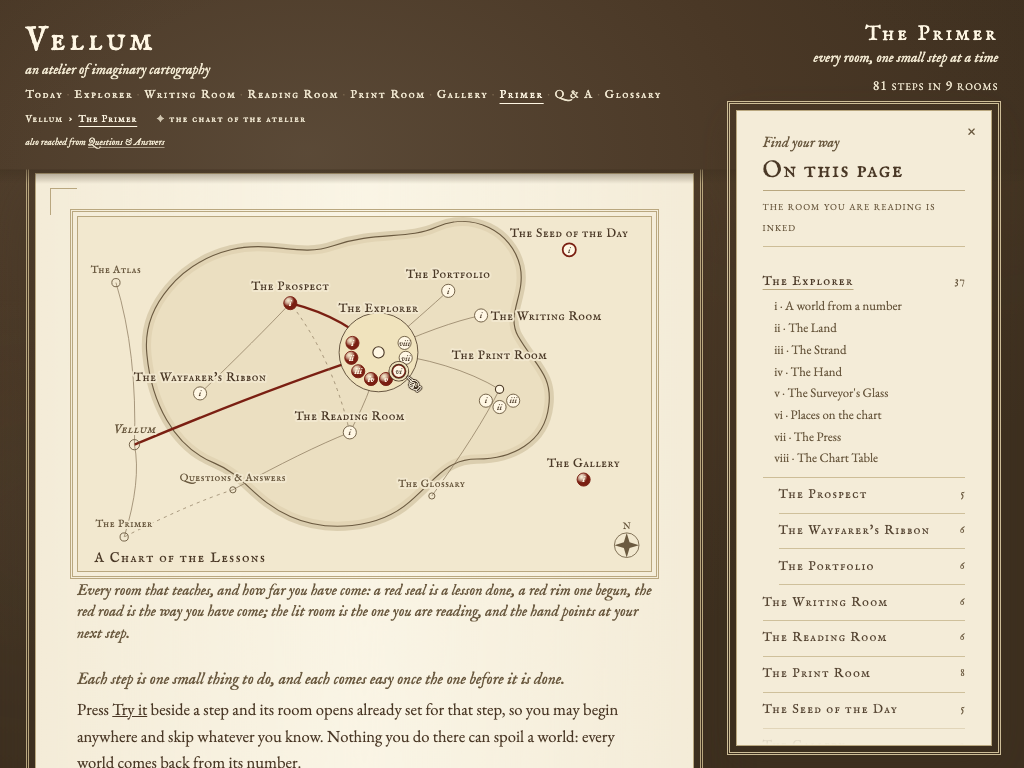 Vellum
an atelier of imaginary cartography
Today · Explorer · Writing Room · Reading Room · Print Room · Gallery · Primer · Q & A · Glossary
Vellum › The Primer ✦ the chart of the atelier
also reached from Questions & Answers
The Primer
every room, one small step at a time
81 steps in 9 rooms
The Seed of the Day
i
The Atlas
The Prospect
The Portfolio
i
The Explorer
i The Writing Room
The Print Room
viii
vii
vi
i
ii
iii
iv
v
The Wayfarer's Ribbon
i
i
ii
iii
The Reading Room
i
Vellum
Questions & Answers
The Glossary
The Gallery
The Primer
N
A Chart of the Lessons
Every room that teaches, and how far you have come: a red seal is a lesson done, a red rim one begun, the
red road is the way you have come; the lit room is the one you are reading, and the hand points at your
next step.
Each step is one small thing to do, and each comes easy once the one before it is done.
Press Try it beside a step and its room opens already set for that step, so you may begin
anywhere and skip whatever you know. Nothing you do there can spoil a world: every
world comes back from its number.
×
Find your way
On this page
the room you are reading is
inked
The Explorer 37
i · A world from a number
ii · The Land
iii · The Strand
iv · The Hand
v · The Surveyor's Glass
vi · Places on the chart
vii · The Press
viii · The Chart Table
The Prospect 5
The Wayfarer's Ribbon 6
The Portfolio 6
The Writing Room 6
The Reading Room 6
The Print Room 8
The Seed of the Day 5